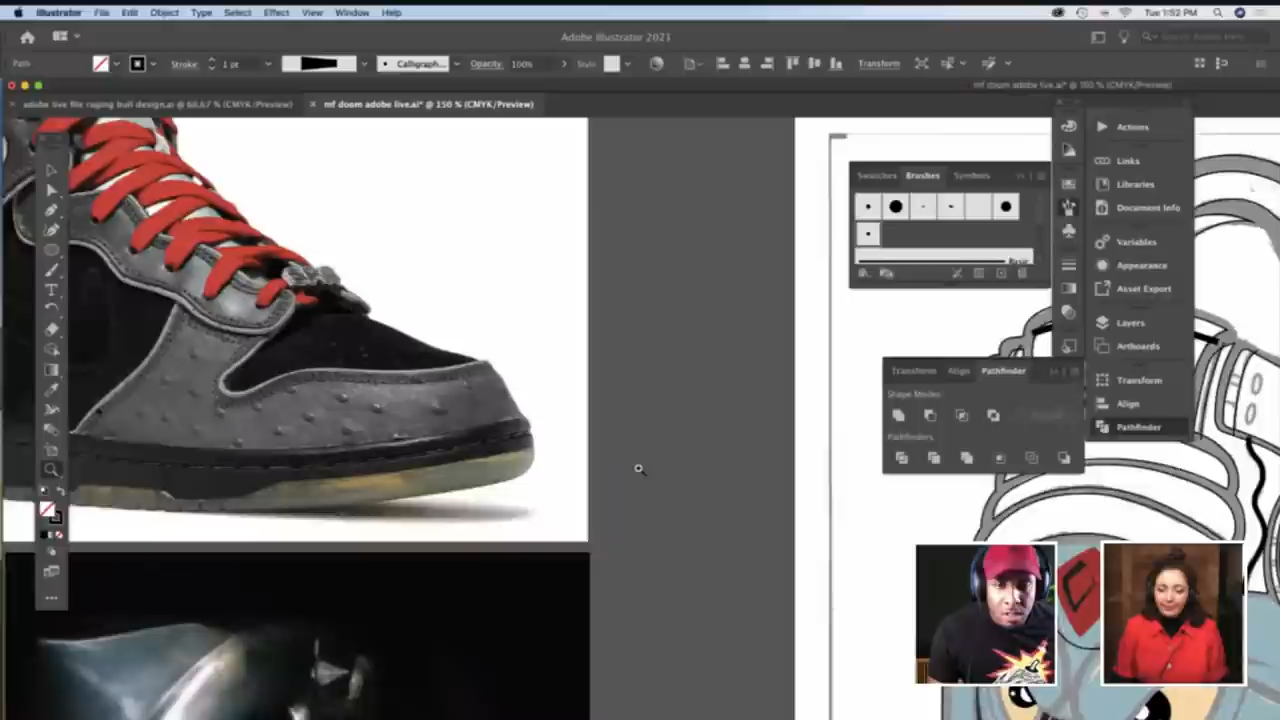 Illustrator File Edit Object Type Select Effect View Window Help
Tue 1:52 PM
Adobe Illustrator 2021
Path
Stroke: 1 pt
Calligraph...
Opacity: 100%
Style
Transform
mf doom adobe live.ai* @ 150 % (CMYK/Preview)
adobe live file raging bull design.ai @ 66.67 % (CMYK/Preview)
mf doom adobe live.ai* @ 150 % (CMYK/Preview)
Actions
Links
Libraries
Document Info
Variables
Appearance
Asset Export
Layers
Artboards
Transform
Align
Pathfinder
Swatches Brushes Symbols
Basic
Transform Align Pathfinder
Shape Modes:
Pathfinders: